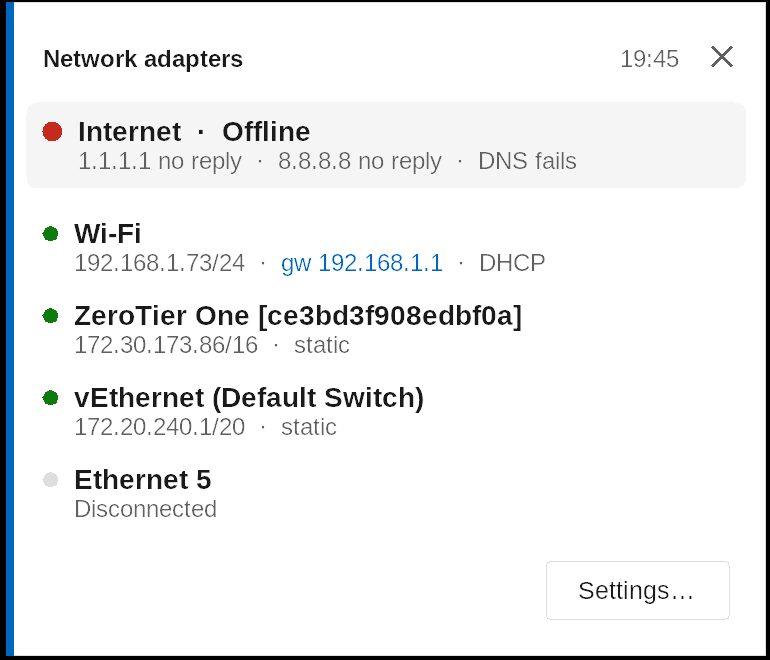 Network adapters 19:45
Internet · Offline
1.1.1.1 no reply · 8.8.8.8 no reply · DNS fails
Wi-Fi
192.168.1.73/24 · gw 192.168.1.1 · DHCP
ZeroTier One [ce3bd3f908edbf0a]
172.30.173.86/16 · static
vEthernet (Default Switch)
172.20.240.1/20 · static
Ethernet 5
Disconnected
Settings…